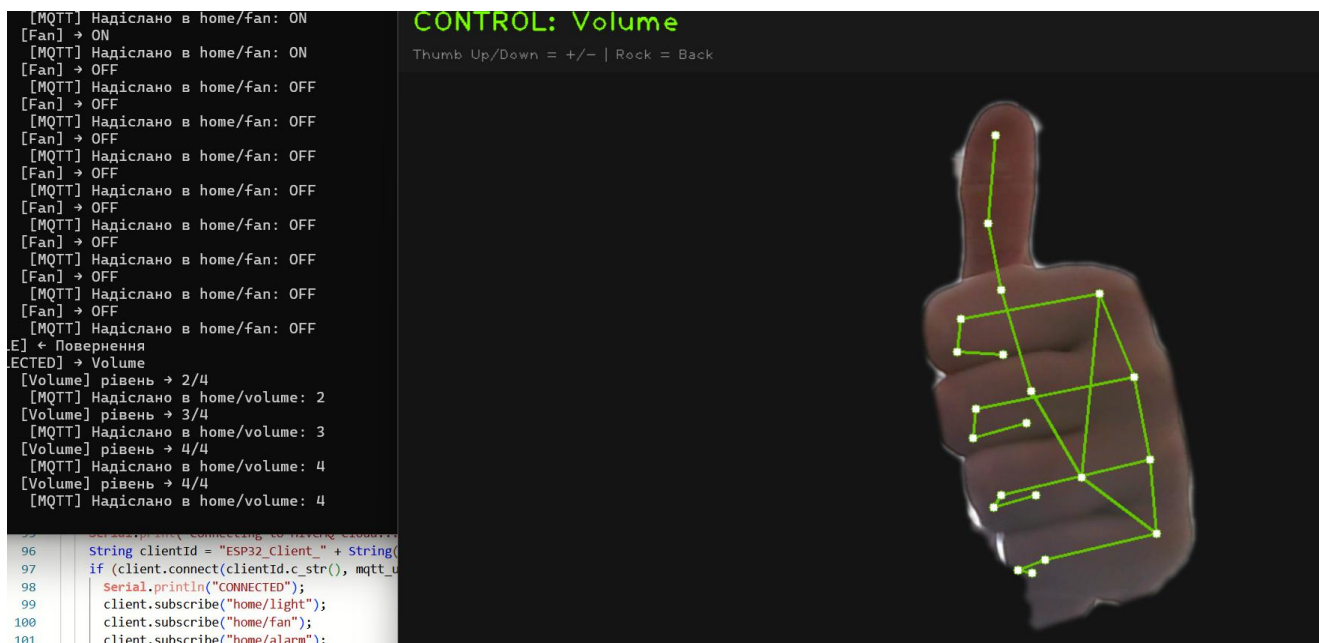 [MQTT] Надіслано в home/fan: ON
[Fan] → ON
[MQTT] Надіслано в home/fan: ON
[Fan] → OFF
[MQTT] Надіслано в home/fan: OFF
[Fan] → OFF
[MQTT] Надіслано в home/fan: OFF
[Fan] → OFF
[MQTT] Надіслано в home/fan: OFF
[Fan] → OFF
[MQTT] Надіслано в home/fan: OFF
[Fan] → OFF
[MQTT] Надіслано в home/fan: OFF
[Fan] → OFF
[MQTT] Надіслано в home/fan: OFF
[Fan] → OFF
[MQTT] Надіслано в home/fan: OFF
[Fan] → OFF
[MQTT] Надіслано в home/fan: OFF
LE] ← Повернення
LECTED] → Volume
[Volume] рівень → 2/4
[MQTT] Надіслано в home/volume: 2
[Volume] рівень → 3/4
[MQTT] Надіслано в home/volume: 3
[Volume] рівень → 4/4
[MQTT] Надіслано в home/volume: 4
[Volume] рівень → 4/4
[MQTT] Надіслано в home/volume: 4
96 String clientId = "ESP32_Client_" + String(
97 if (client.connect(clientId.c_str(), mqtt_u
98 Serial.println("CONNECTED");
99 client.subscribe("home/light");
100 client.subscribe("home/fan");
101 client.subscribe("home/alarm");
CONTROL: Volume
Thumb Up/Down = +/- | Rock = Back